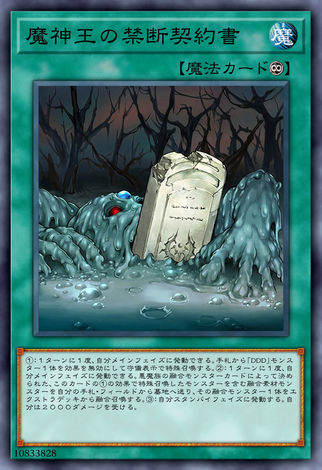 魔神王の禁断契約書
魔
【魔法カード♾】
①：１ターンに１度、自分メインフェイズに発動できる。手札から「DDD」モンス
ター１体を効果を無効にして守備表示で特殊召喚する。②：１ターンに１度、自
分メインフェイズに発動できる。悪魔族の融合モンスターカードによって決め
られた、このカードの①の効果で特殊召喚したモンスターを含む融合素材モン
スターを自分の手札・フィールドから墓地へ送り、その融合モンスター１体をエ
クストラデッキから融合召喚する。③：自分スタンバイフェイズに発動する。自
分は２０００ダメージを受ける。
10833828